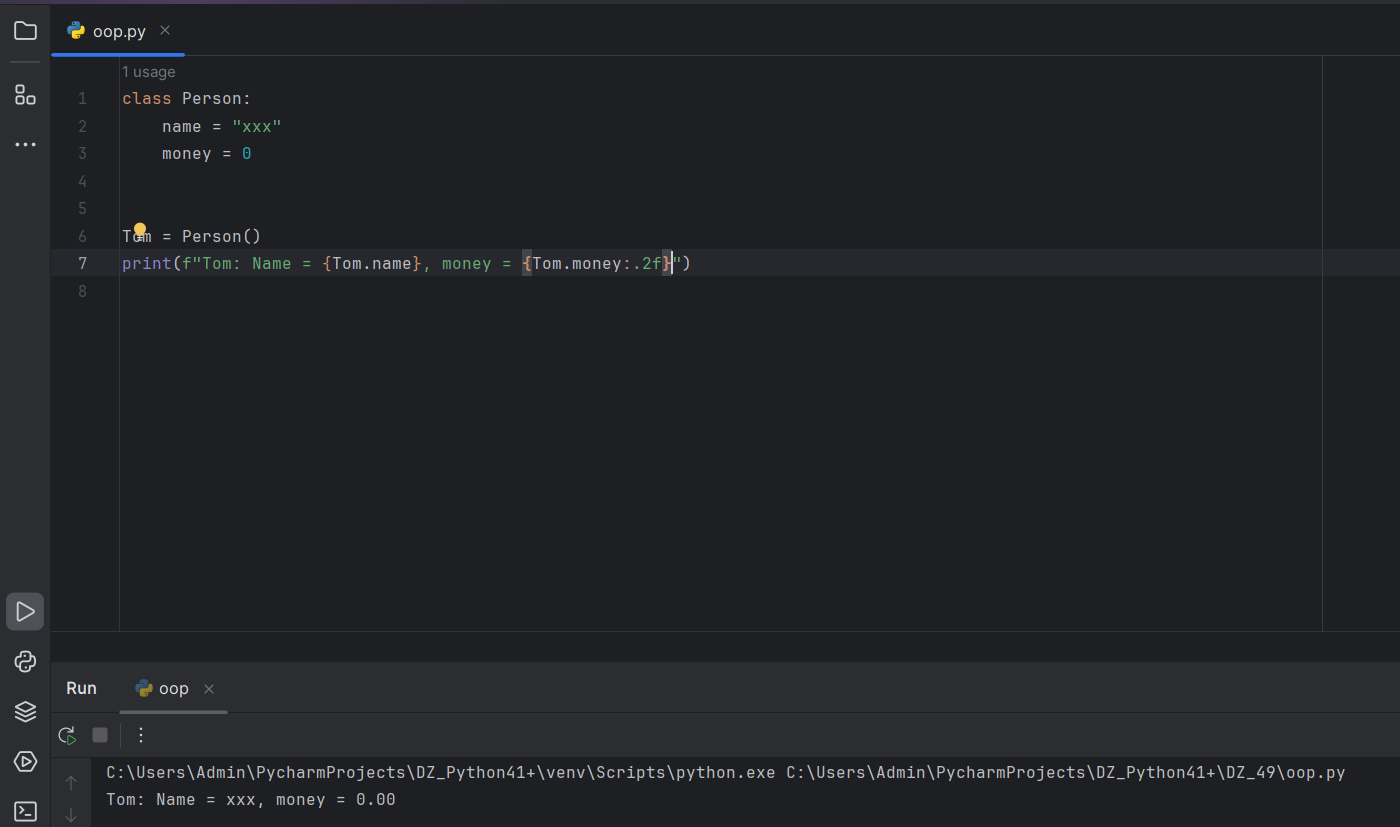 oop.py
1 usage
1 class Person:
2     name = "xxx"
3     money = 0
4
5
6 Tom = Person()
7 print(f"Tom: Name = {Tom.name}, money = {Tom.money:.2f}")
8
Run oop
C:\Users\Admin\PycharmProjects\DZ_Python41+\venv\Scripts\python.exe C:\Users\Admin\PycharmProjects\DZ_Python41+\DZ_49\oop.py
Tom: Name = xxx, money = 0.00